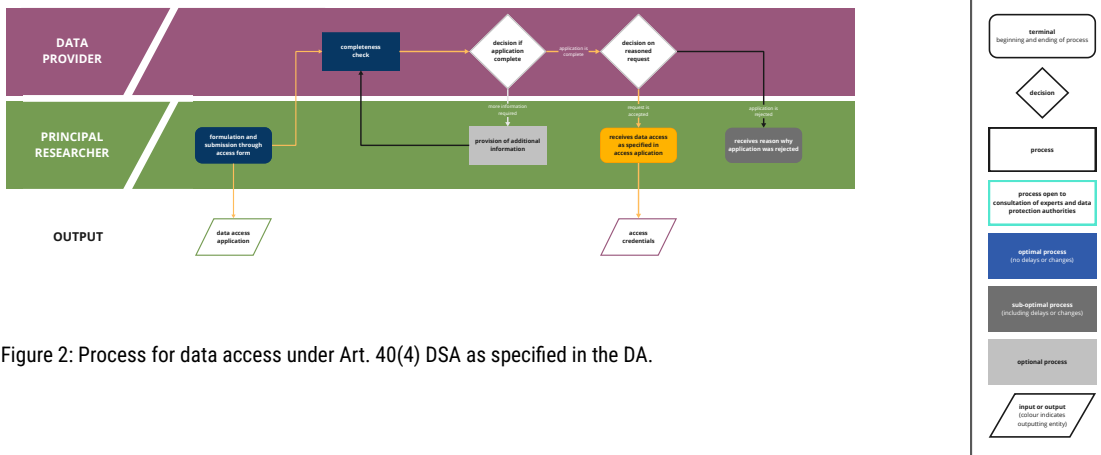 DATA
PROVIDER
completeness
check
decision if
application
complete
application is
complete
decision on
reasoned
request
more information
required
request is
accepted
application is
rejected
PRINCIPAL
RESEARCHER
formulation and
submission through
access form
provision of additional
information
receives data access
as specified in
access aplication
receives reason why
application was rejected
OUTPUT
data access
application
access
credentials
Figure 2: Process for data access under Art. 40(4) DSA as specified in the DA.
terminal
beginning and ending of process
decision
process
process open to
consultation of experts and data
protection authorities
optimal process
(no delays or changes)
sub-optimal process
(including delays or changes)
optional process
input or output
(colour indicates
outputting entity)